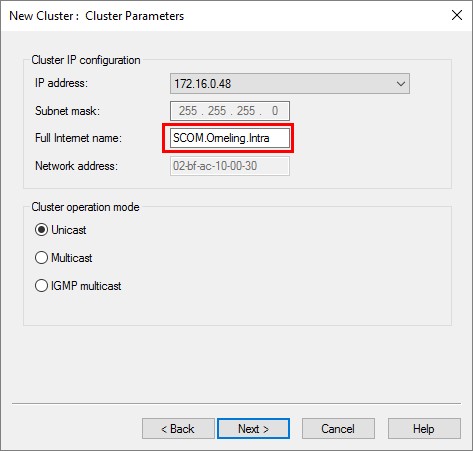 New Cluster : Cluster Parameters
Cluster IP configuration
IP address: 172.16.0.48
Subnet mask: 255 . 255 . 255 . 0
Full Internet name: SCOM.Omeling.Intra
Network address: 02-bf-ac-10-00-30
Cluster operation mode
Unicast
Multicast
IGMP multicast
< Back Next > Cancel Help